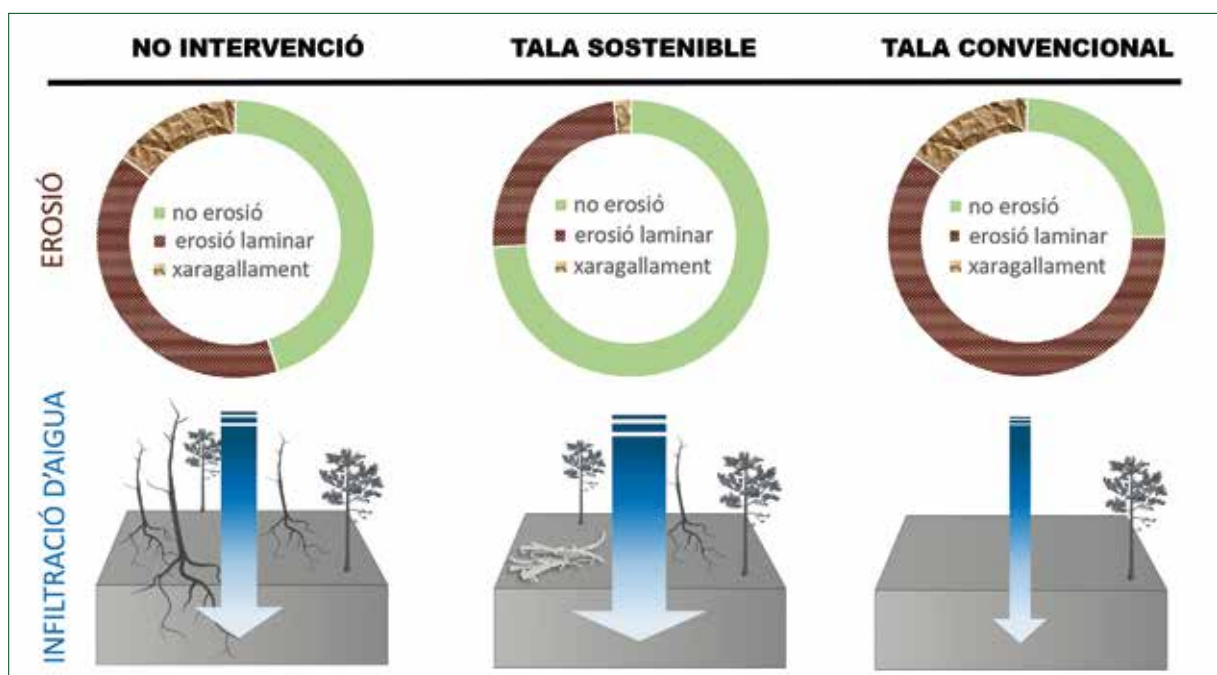 NO INTERVENCIÓ
TALA SOSTENIBLE
TALA CONVENCIONAL
EROSIÓ
no erosió
erosió laminar
xaragallament
no erosió
erosió laminar
xaragallament
no erosió
erosió laminar
xaragallament
INFILTRACIÓ D'AIGUA